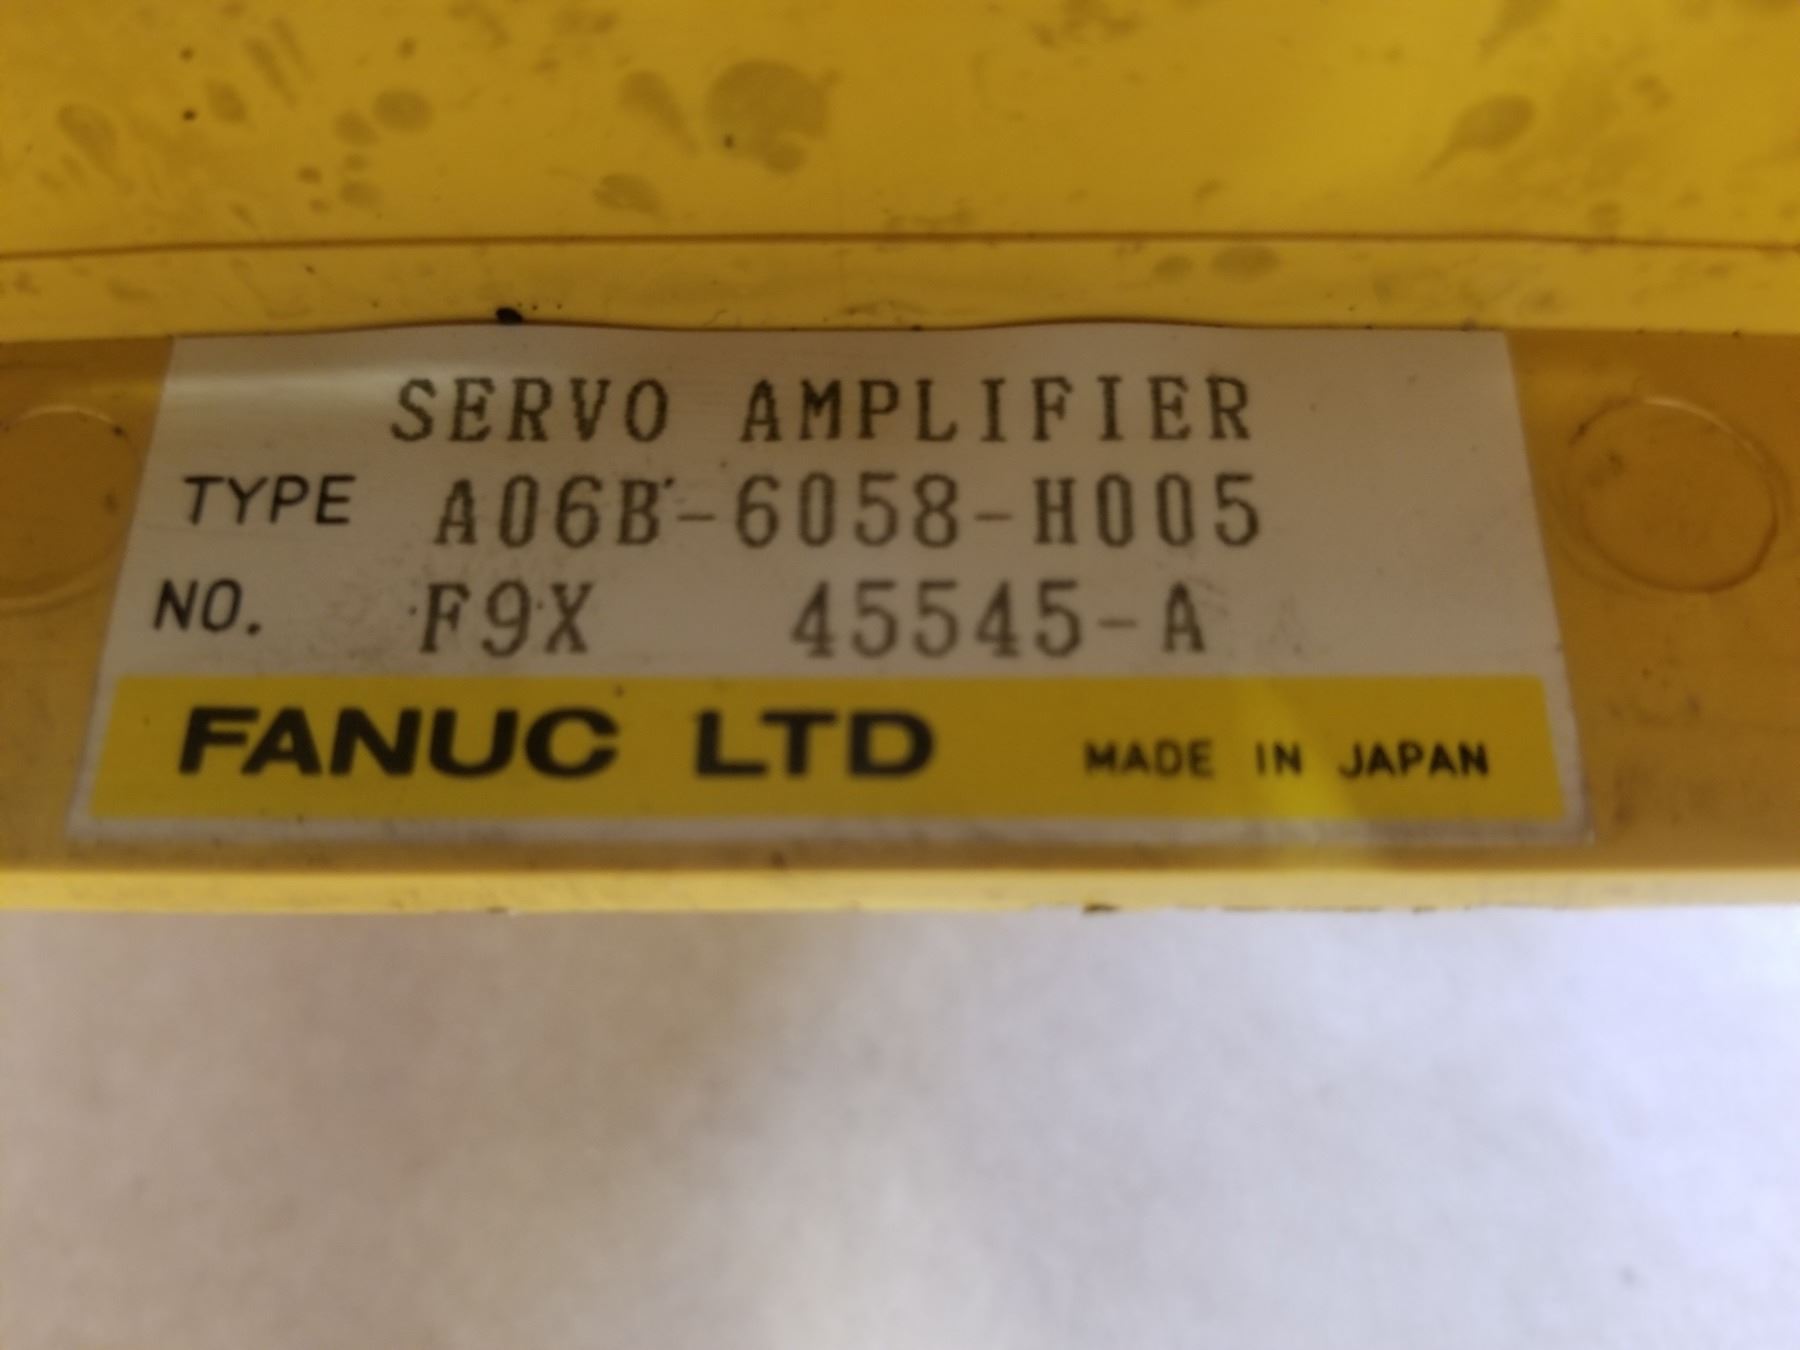 SERVO AMPLIFIER
TYPE A06B-6058-H005
NO. F9X 45545-A
FANUC LTD MADE IN JAPAN